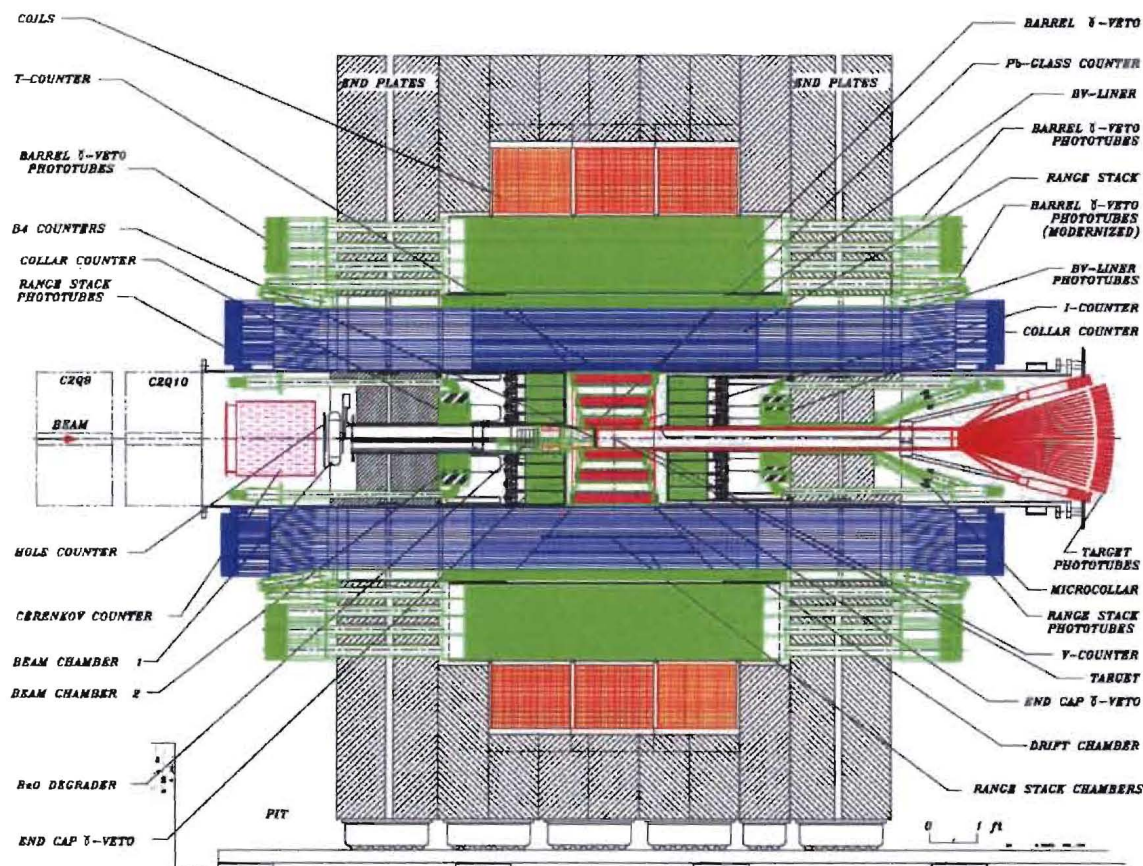 COILS
T-COUNTER
BARREL γ-VETO
PHOTOTUBES
B4 COUNTERS
COLLAR COUNTER
RANGE STACK
PHOTOTUBES
C2Q9
C2Q10
BEAM
HOLE COUNTER
CERENKOV COUNTER
BEAM CHAMBER 1
BEAM CHAMBER 2
BeO DEGRADER
END CAP γ-VETO
PIT
END PLATES
END PLATES
BARREL γ-VETO
Pb-GLASS COUNTER
BV-LINER
BARREL γ-VETO
PHOTOTUBES
RANGE STACK
BARREL γ-VETO
PHOTOTUBES
(MODERNIZED)
BV-LINER
PHOTOTUBES
I-COUNTER
COLLAR COUNTER
TARGET
PHOTOTUBES
MICROCOLLAR
RANGE STACK
PHOTOTUBES
V-COUNTER
TARGET
END CAP γ-VETO
DRIFT CHAMBER
RANGE STACK CHAMBERS
0 1 ft